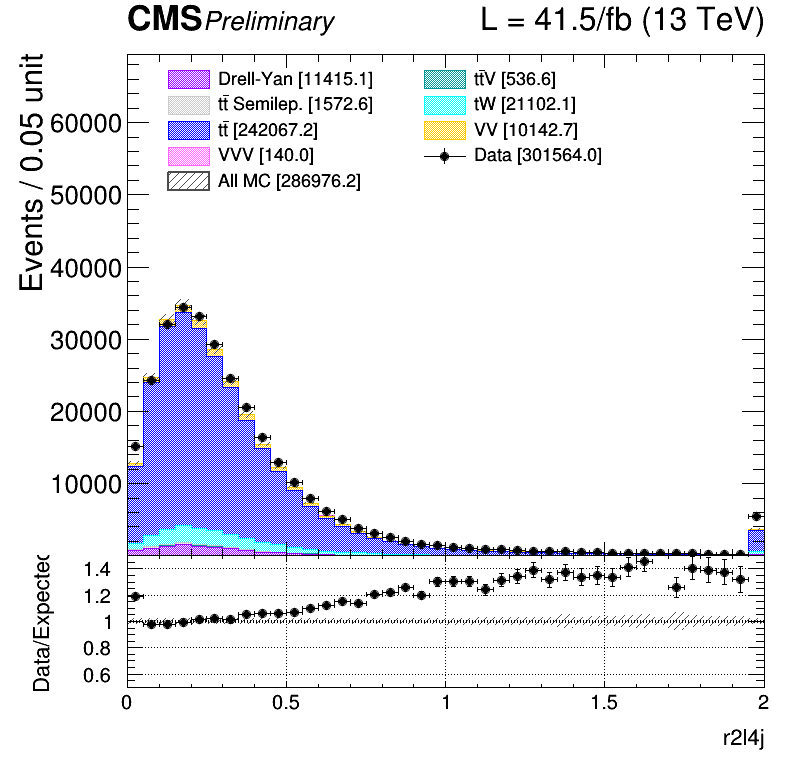 CMS Preliminary L = 41.5/fb (13 TeV)
Events / 0.05 unit
Drell-Yan [11415.1]
tt̄ Semilep. [1572.6]
tt̄ [242067.2]
VVV [140.0]
All MC [286976.2]
tt̄V [536.6]
tW [21102.1]
VV [10142.7]
Data [301564.0]
60000
50000
40000
30000
20000
10000
Data/Expected
1.4
1.2
1
0.8
0.6
0 0.5 1 1.5 2
r2l4j